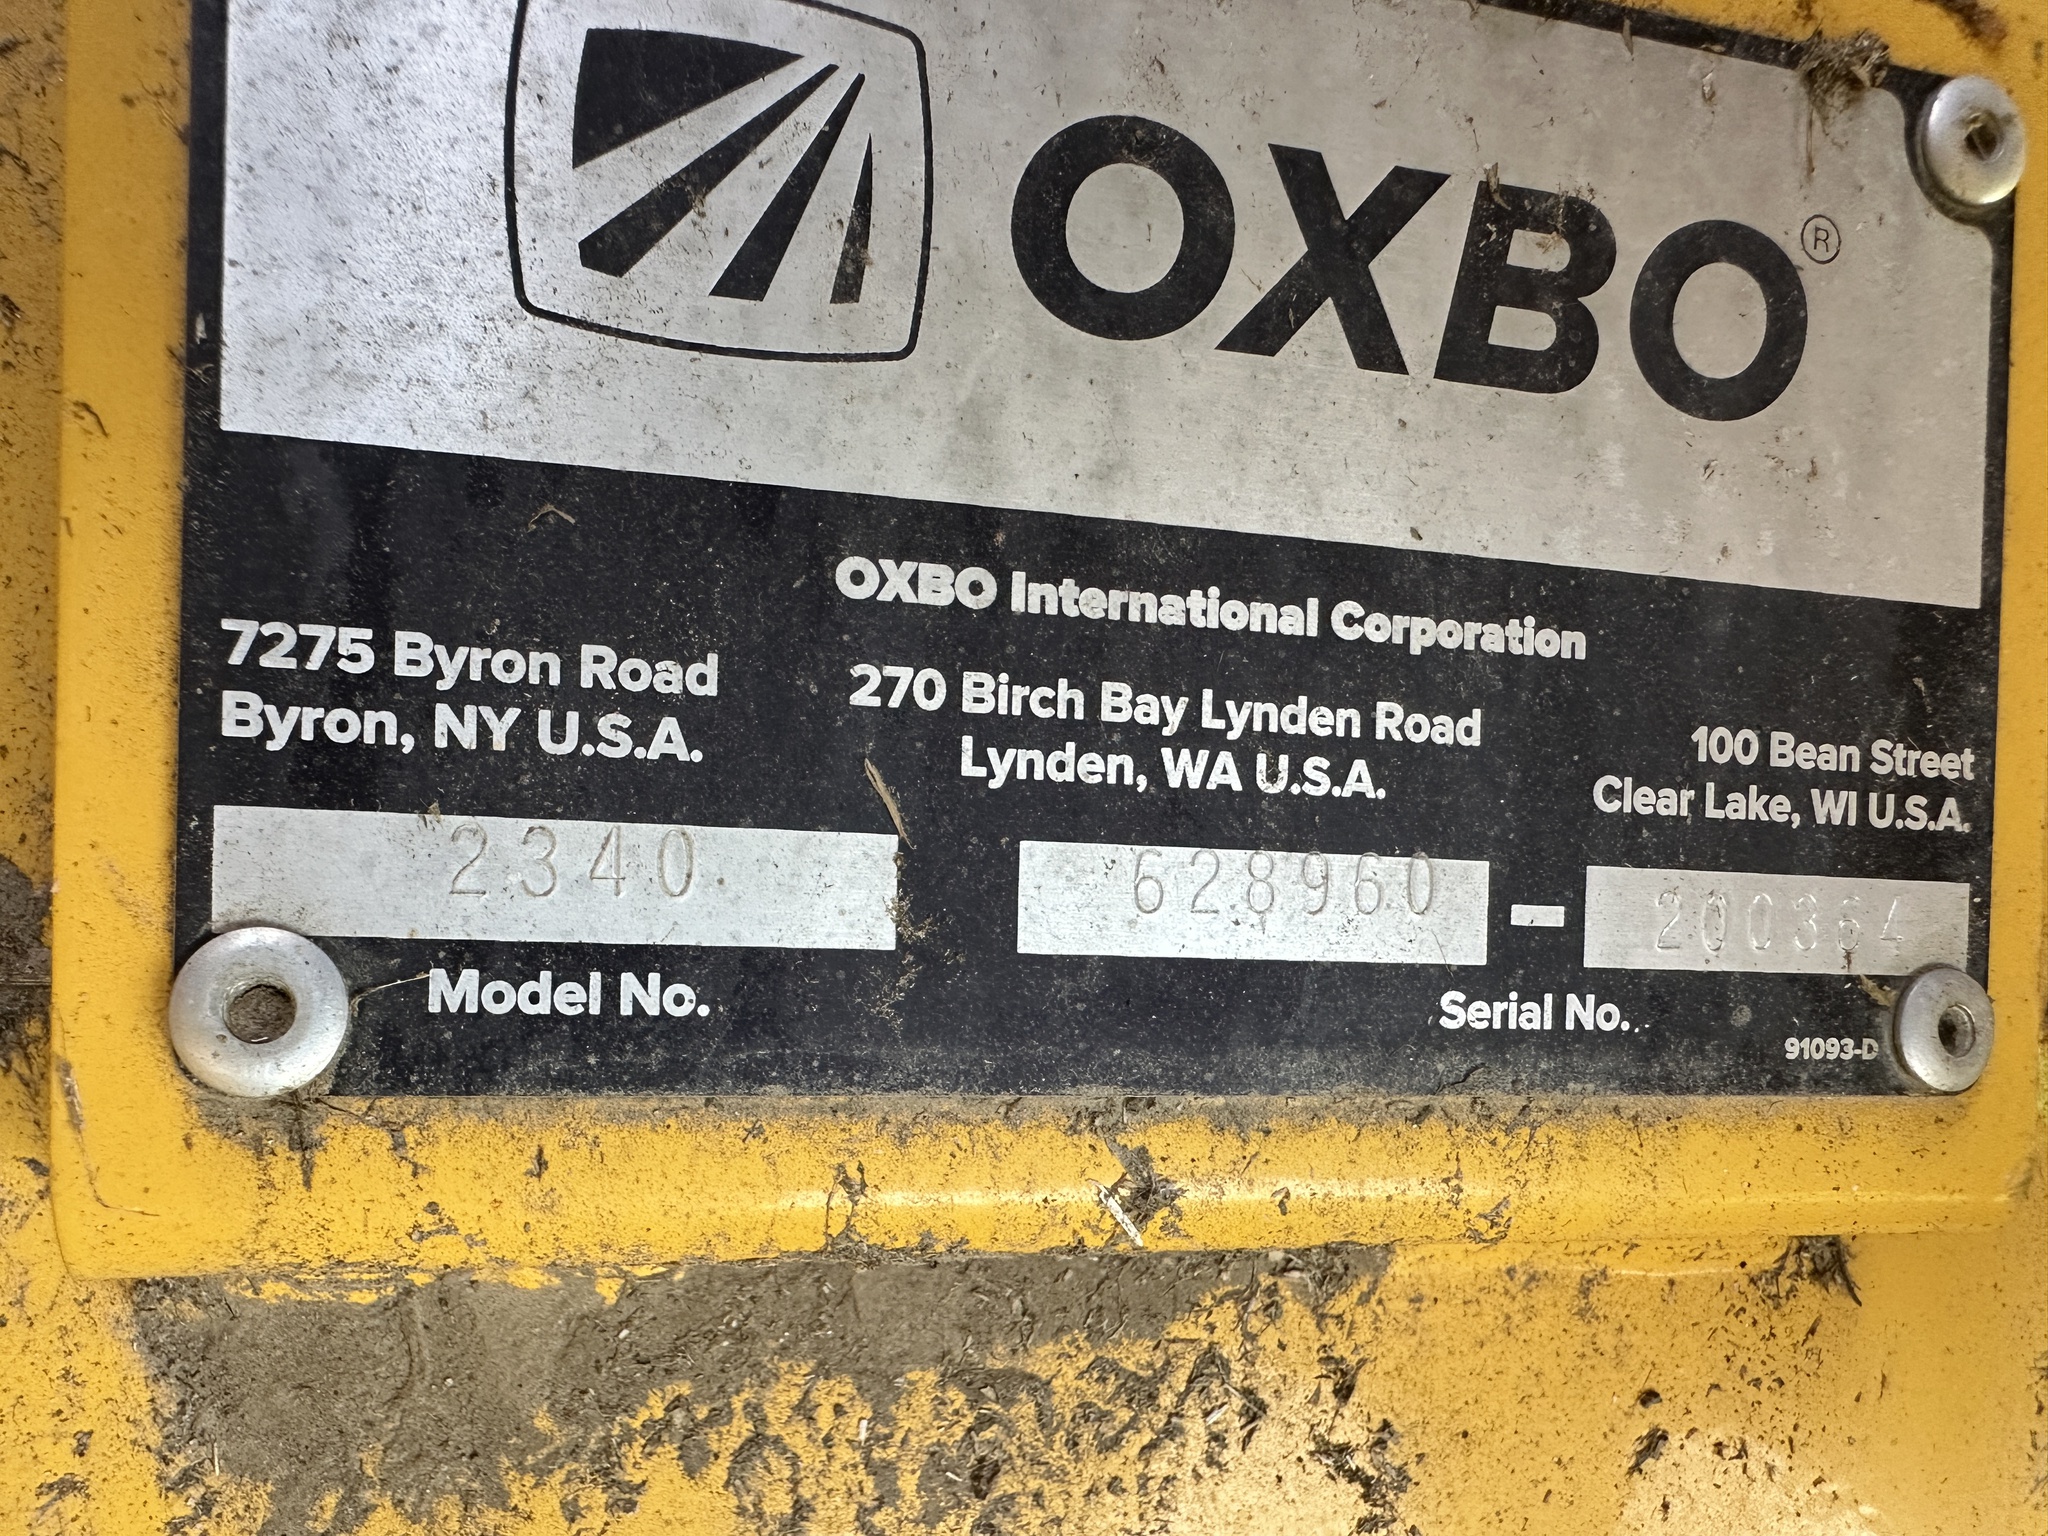 OXBO®
OXBO International Corporation
7275 Byron Road
Byron, NY U.S.A.
270 Birch Bay Lynden Road
Lynden, WA U.S.A.
100 Bean Street
Clear Lake, WI U.S.A.
2340
628960 - 200364
Model No.
Serial No.
91093-D